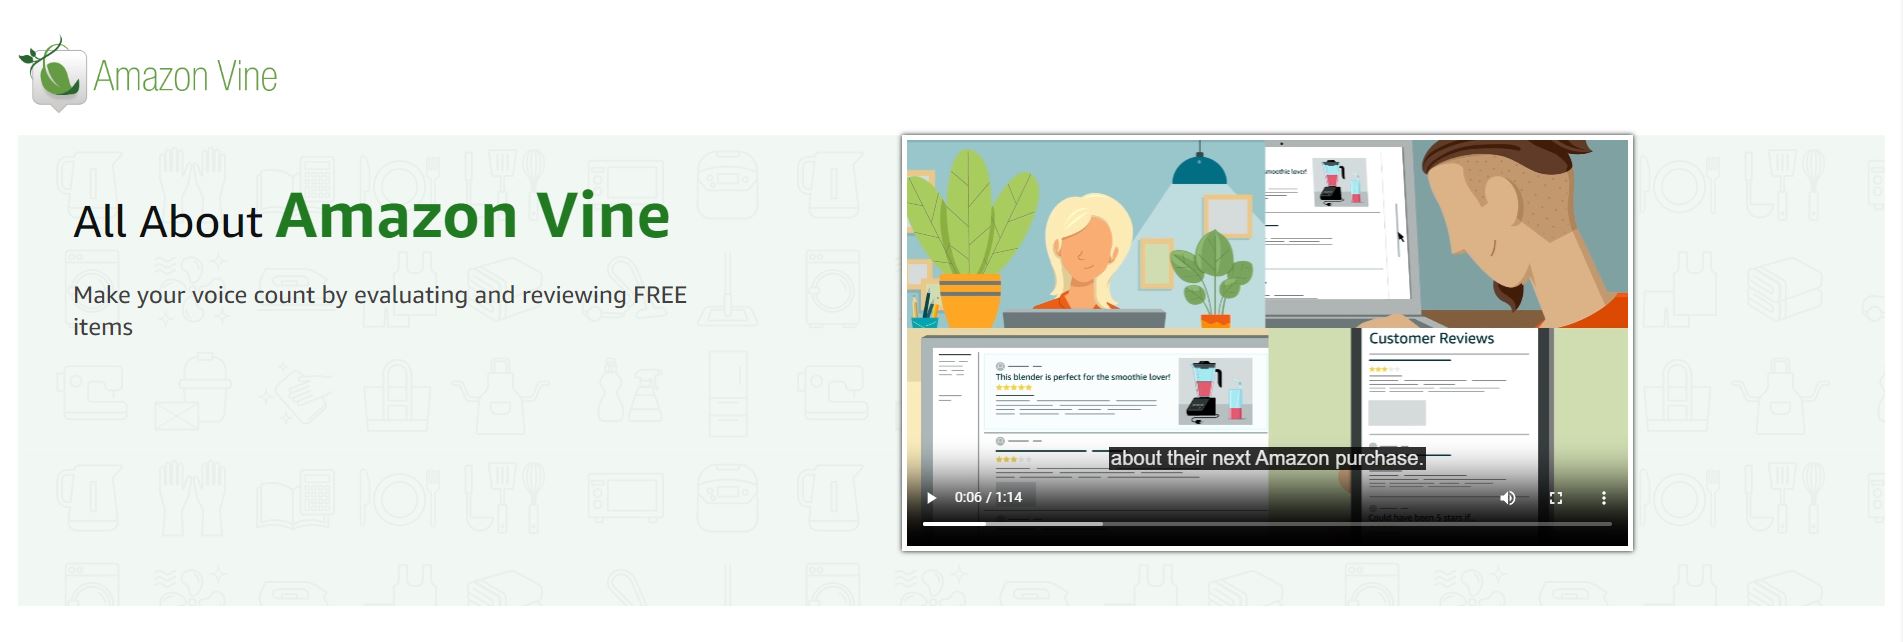 Amazon Vine
All About Amazon Vine
Make your voice count by evaluating and reviewing FREE
items
smoothie lover!
Customer Reviews
This blender is perfect for the smoothie lover!
about their next Amazon purchase.
0:06 / 1:14
Could have been 5 stars if...